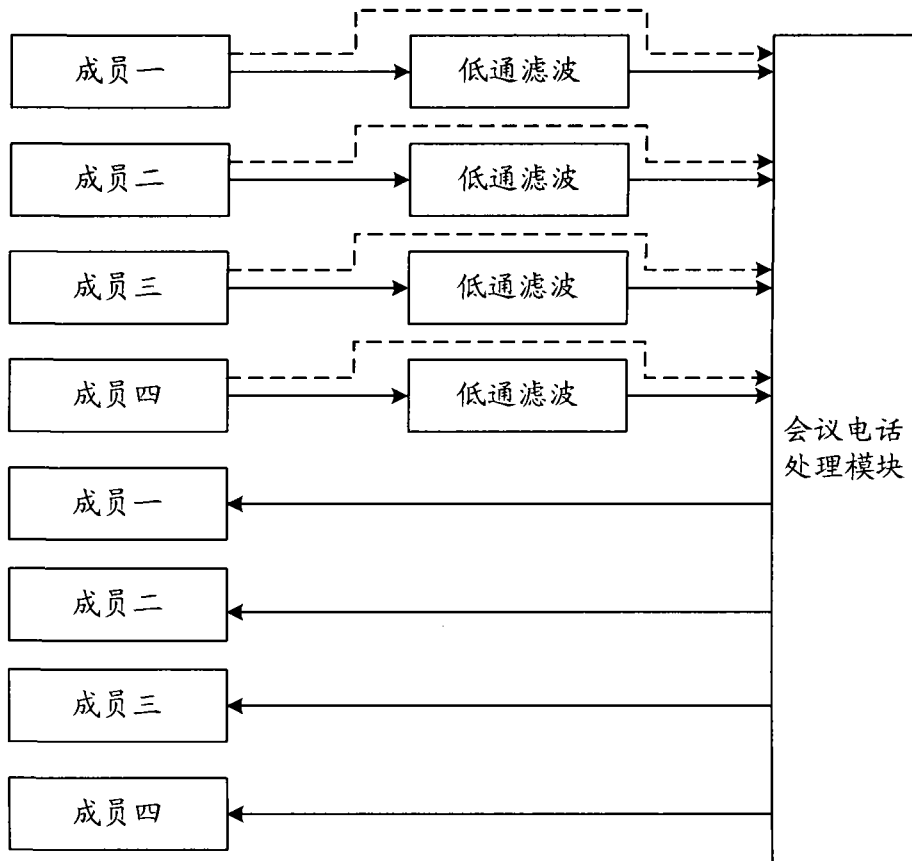 成员一
低通滤波
成员二
低通滤波
成员三
低通滤波
成员四
低通滤波
会议电话
处理模块
成员一
成员二
成员三
成员四